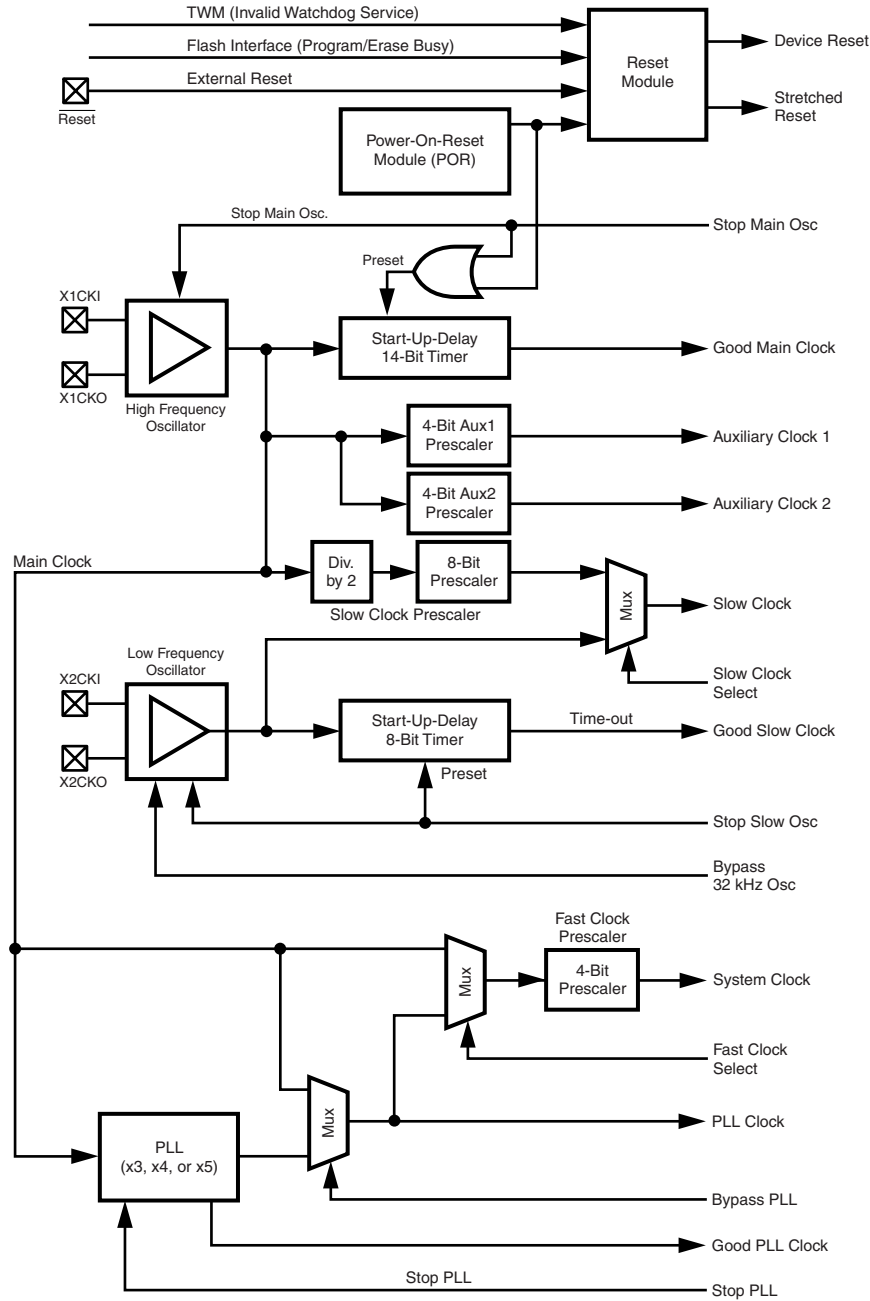 TWM (Invalid Watchdog Service)
Flash Interface (Program/Erase Busy)
External Reset
Reset
Reset
Module
Device Reset
Stretched
Reset
Power-On-Reset
Module (POR)
Stop Main Osc.
Stop Main Osc
Preset
X1CKI
X1CKO
High Frequency
Oscillator
Start-Up-Delay
14-Bit Timer
Good Main Clock
4-Bit Aux1
Prescaler
Auxiliary Clock 1
4-Bit Aux2
Prescaler
Auxiliary Clock 2
Main Clock
Div.
by 2
8-Bit
Prescaler
Slow Clock Prescaler
Mux
Slow Clock
Slow Clock
Select
Low Frequency
Oscillator
X2CKI
X2CKO
Start-Up-Delay
8-Bit Timer
Time-out
Good Slow Clock
Preset
Stop Slow Osc
Bypass
32 kHz Osc
Fast Clock
Prescaler
Mux
4-Bit
Prescaler
System Clock
Fast Clock
Select
Mux
PLL Clock
PLL
(x3, x4, or x5)
Bypass PLL
Good PLL Clock
Stop PLL
Stop PLL